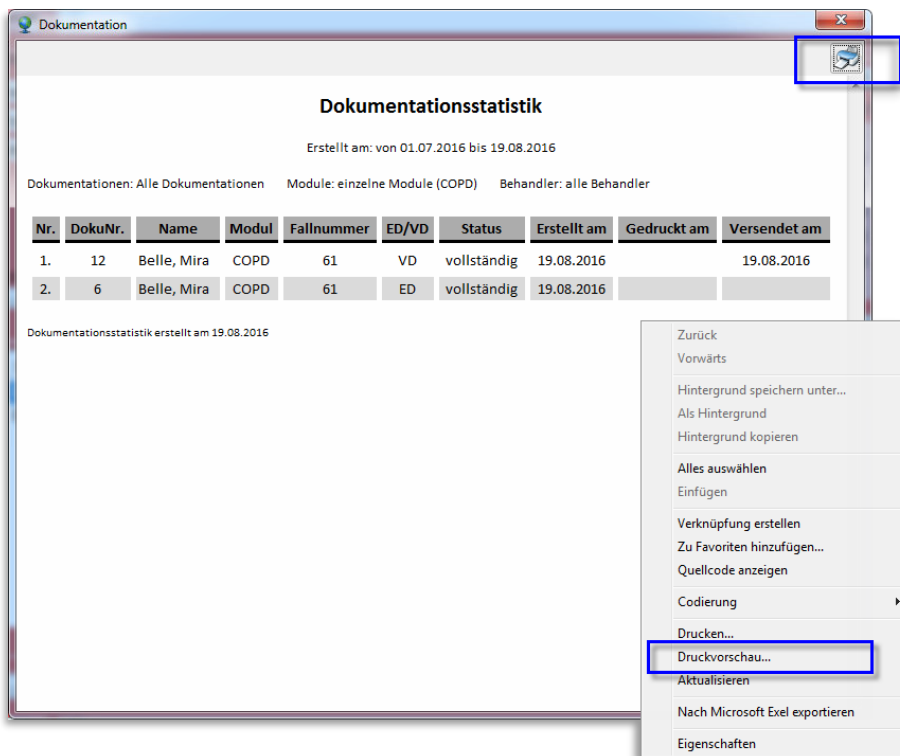 Dokumentation
Dokumentationsstatistik
Erstellt am: von 01.07.2016 bis 19.08.2016
Dokumentationen: Alle Dokumentationen Module: einzelne Module (COPD) Behandler: alle Behandler
Nr. DokuNr. Name Modul Fallnummer ED/VD Status Erstellt am Gedruckt am Versendet am
1. 12 Belle, Mira COPD 61 VD vollständig 19.08.2016 19.08.2016
2. 6 Belle, Mira COPD 61 ED vollständig 19.08.2016
Dokumentationsstatistik erstellt am 19.08.2016
Zurück
Vorwärts
Hintergrund speichern unter...
Als Hintergrund
Hintergrund kopieren
Alles auswählen
Einfügen
Verknüpfung erstellen
Zu Favoriten hinzufügen...
Quellcode anzeigen
Codierung
Drucken...
Druckvorschau...
Aktualisieren
Nach Microsoft Exel exportieren
Eigenschaften